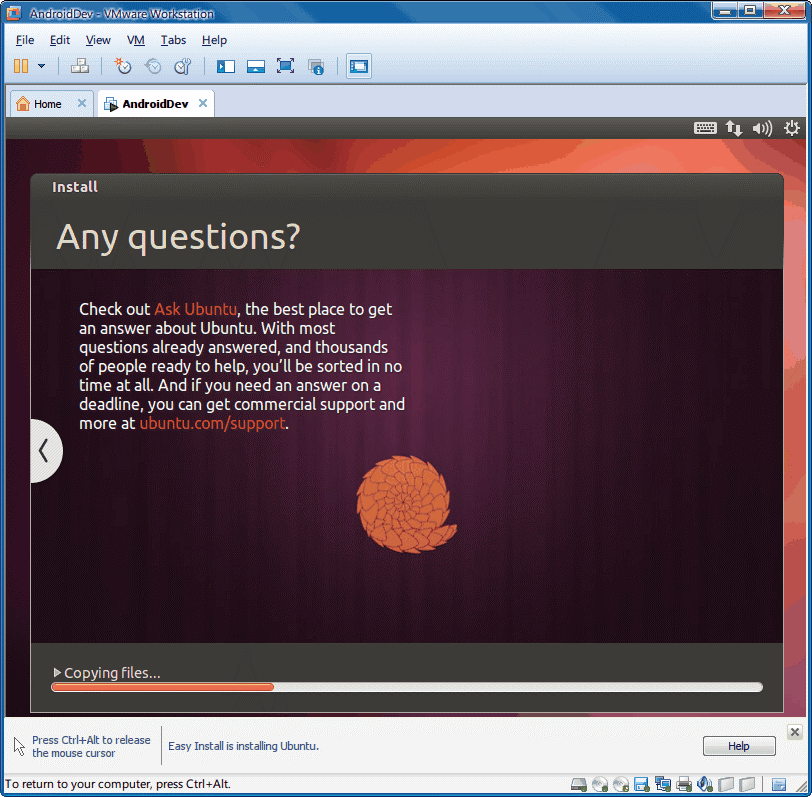 AndroidDev - VMware Workstation
File Edit View VM Tabs Help
Home AndroidDev
Install
Any questions?
Check out Ask Ubuntu, the best place to get
an answer about Ubuntu. With most
questions already answered, and thousands
of people ready to help, you’ll be sorted in no
time at all. And if you need an answer on a
deadline, you can get commercial support and
more at ubuntu.com/support.
Copying files...
Press Ctrl+Alt to release
the mouse cursor
Easy Install is installing Ubuntu.
Help
To return to your computer, press Ctrl+Alt.